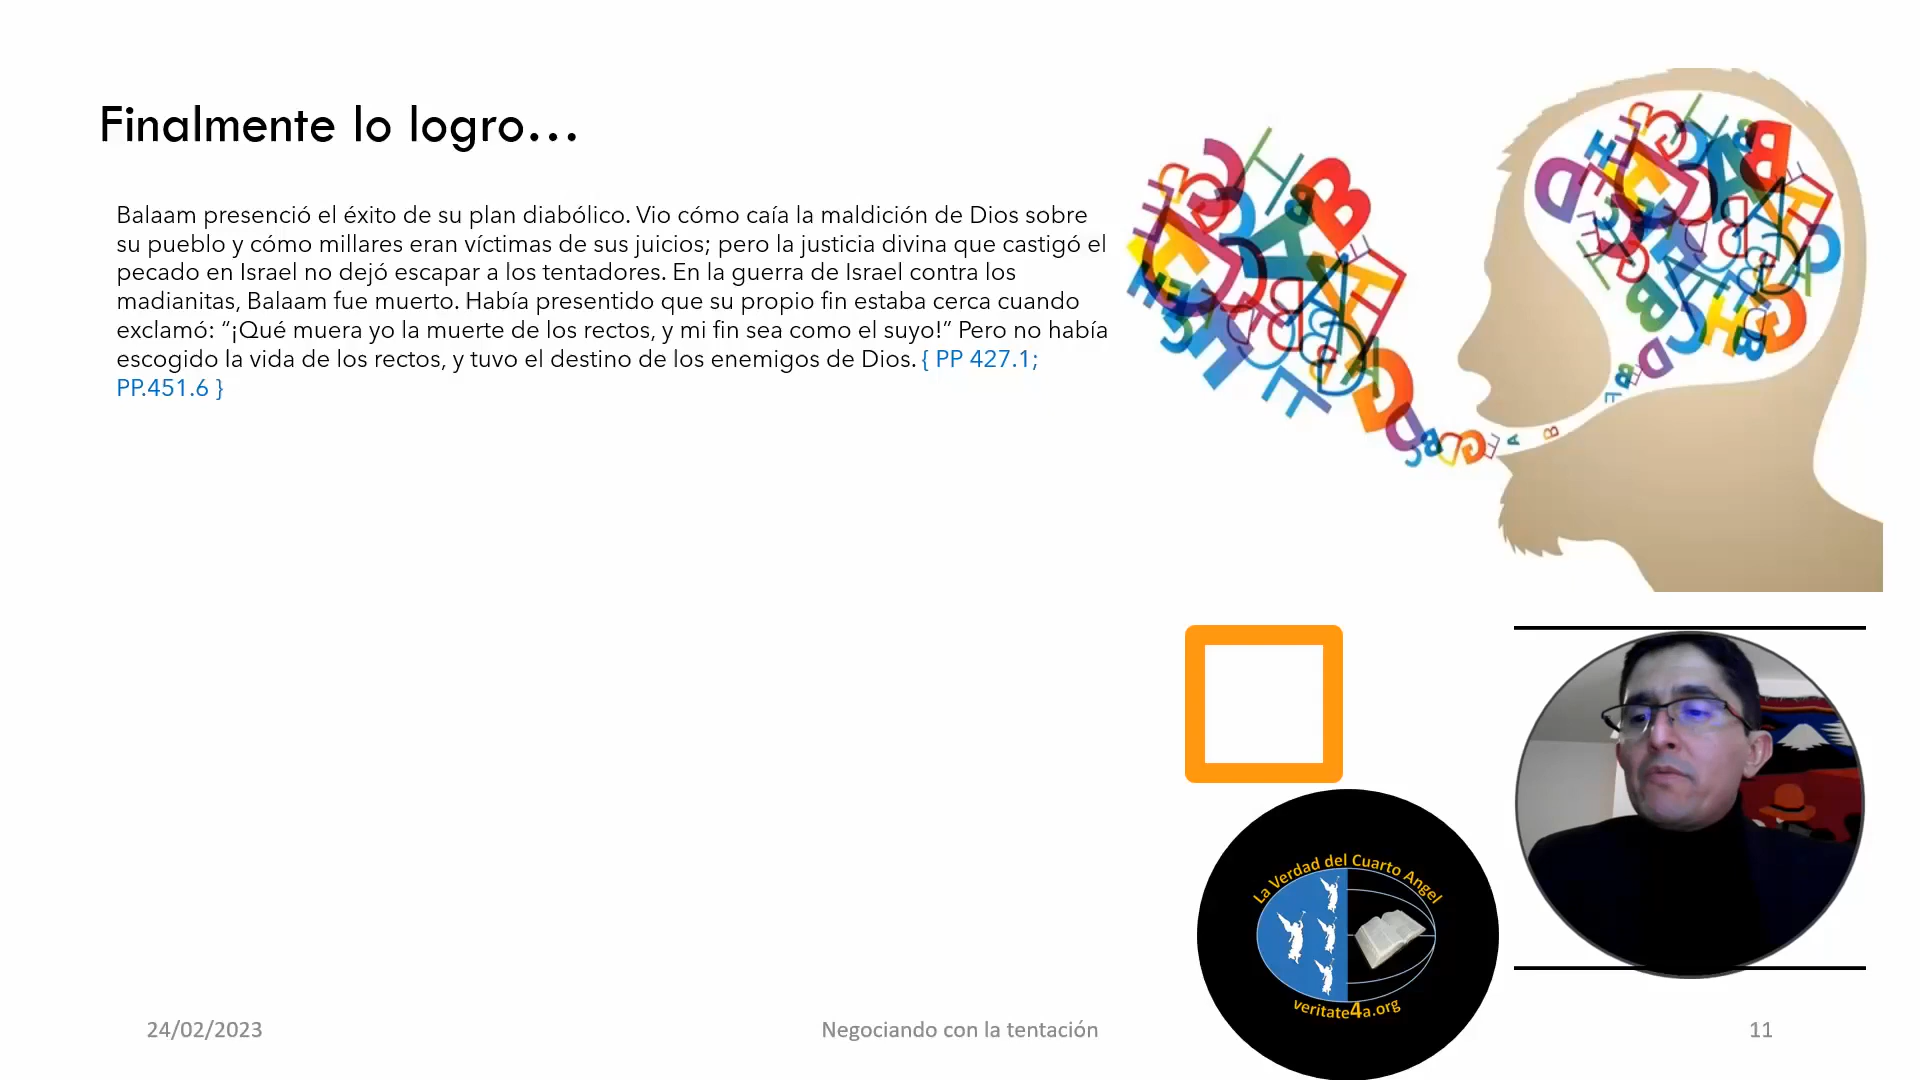 Finalmente lo logro...
Balaam presenció el éxito de su plan diabólico. Vio cómo caía la maldición de Dios sobre
su pueblo y cómo millares eran víctimas de sus juicios; pero la justicia divina que castigó el
pecado en Israel no dejó escapar a los tentadores. En la guerra de Israel contra los
madianitas, Balaam fue muerto. Había presentido que su propio fin estaba cerca cuando
exclamó: “¡Qué muera yo la muerte de los rectos, y mi fin sea como el suyo!” Pero no había
escogido la vida de los rectos, y tuvo el destino de los enemigos de Dios. { PP 427.1;
PP.451.6 }
La Verdad del Cuarto Angel
veritate4a.org
24/02/2023
Negociando con la tentación
11